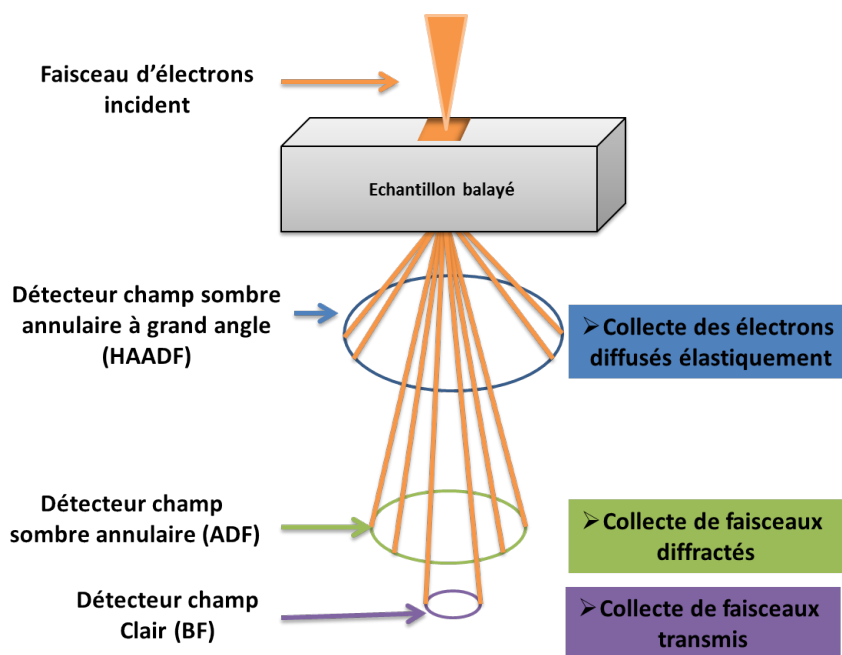 Faisceau d'électrons
incident
Echantillon balayé
Détecteur champ sombre
annulaire à grand angle
(HAADF)
➢Collecte des électrons
diffusés élastiquement
Détecteur champ
sombre annulaire (ADF)
➢Collecte de faisceaux
diffractés
Détecteur champ
Clair (BF)
➢Collecte de faisceaux
transmis